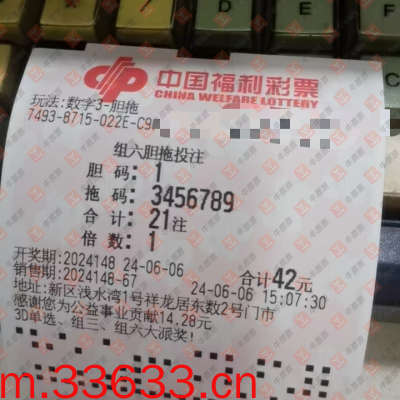 中国福利彩票
CHINA WELFARE LOTTERY
玩法:数字3-胆拖
7493-8715-022E-C9
组六胆拖投注
胆 码: 1
拖 码: 3456789
合 计: 21注
倍 数: 1
开奖期:2024148 24-06-06 合计42元
销售期:2024148-67 24-06-06 15:07:30
地址:新区浅水湾1号祥龙居东数2号门市
感谢您为公益事业贡献14.28元
3D单选、组三、组六大派奖!
m.33633.cn